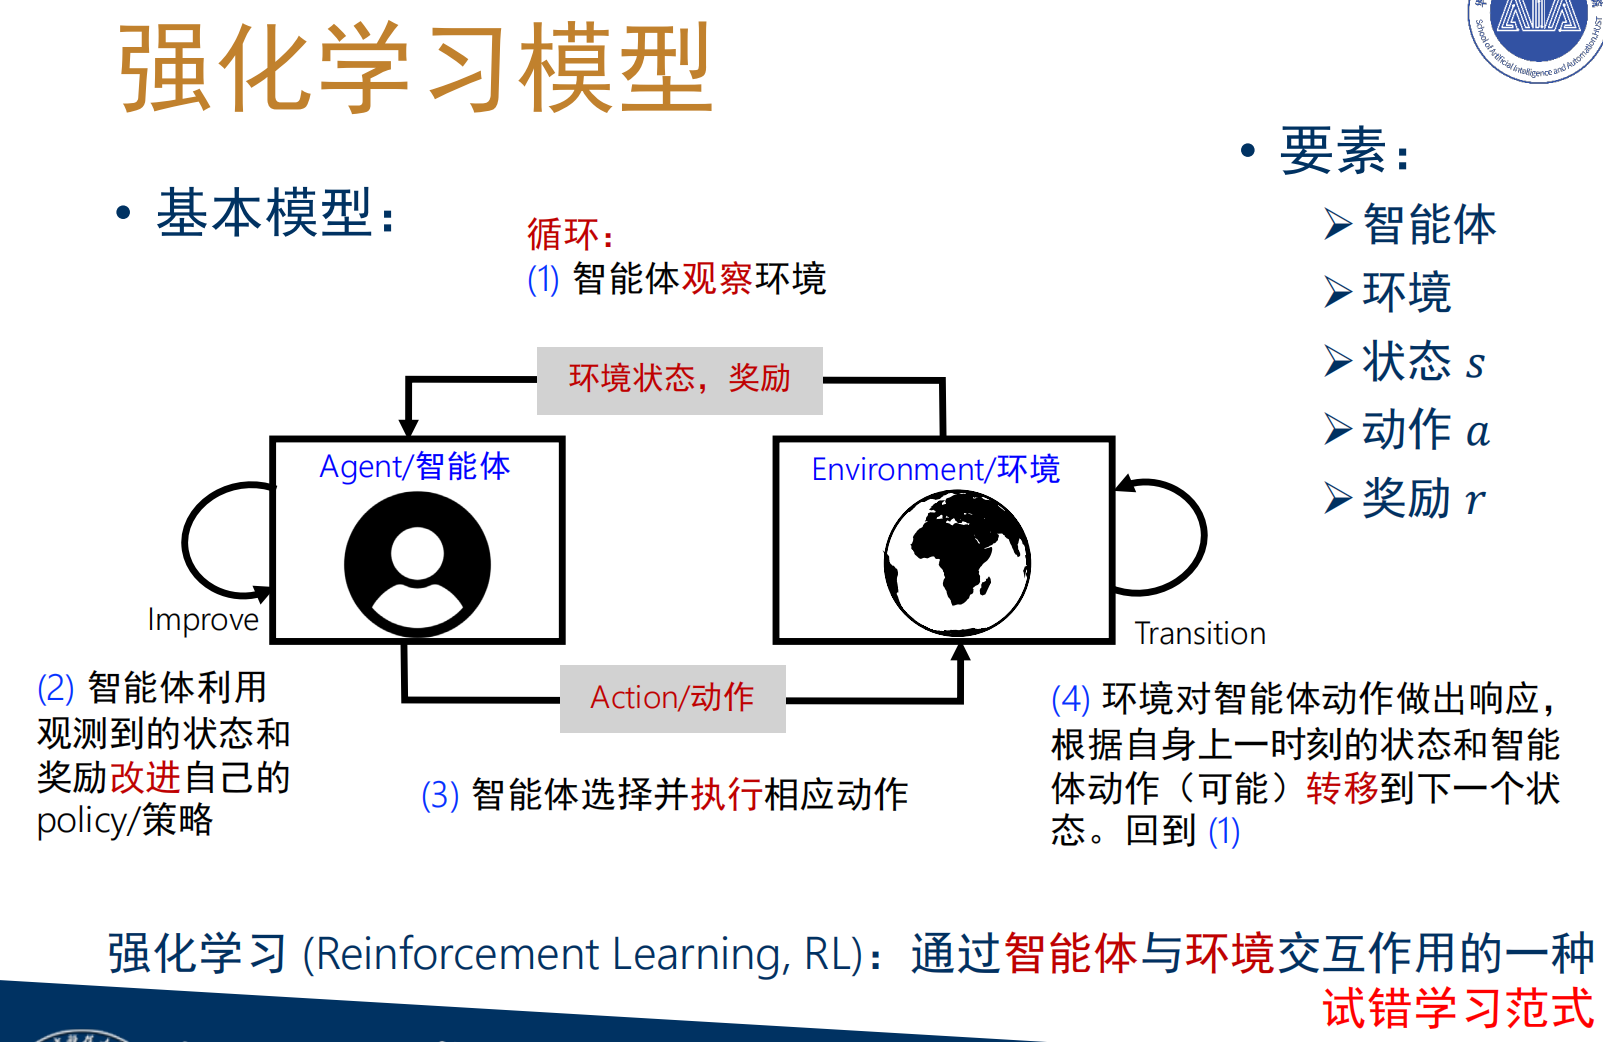 强化学习模型
School of Artificial Intelligence and Automation, HUST
• 基本模型：
循环：
(1) 智能体观察环境
环境状态，奖励
Agent/智能体
Environment/环境
Improve
Transition
Action/动作
(2) 智能体利用
观测到的状态和
奖励改进自己的
policy/策略
(3) 智能体选择并执行相应动作
(4) 环境对智能体动作做出响应，
根据自身上一时刻的状态和智能
体动作（可能）转移到下一个状
态。回到 (1)
• 要素：
➢ 智能体
➢ 环境
➢ 状态 s
➢ 动作 a
➢ 奖励 r
强化学习 (Reinforcement Learning, RL)：通过智能体与环境交互作用的一种
试错学习范式